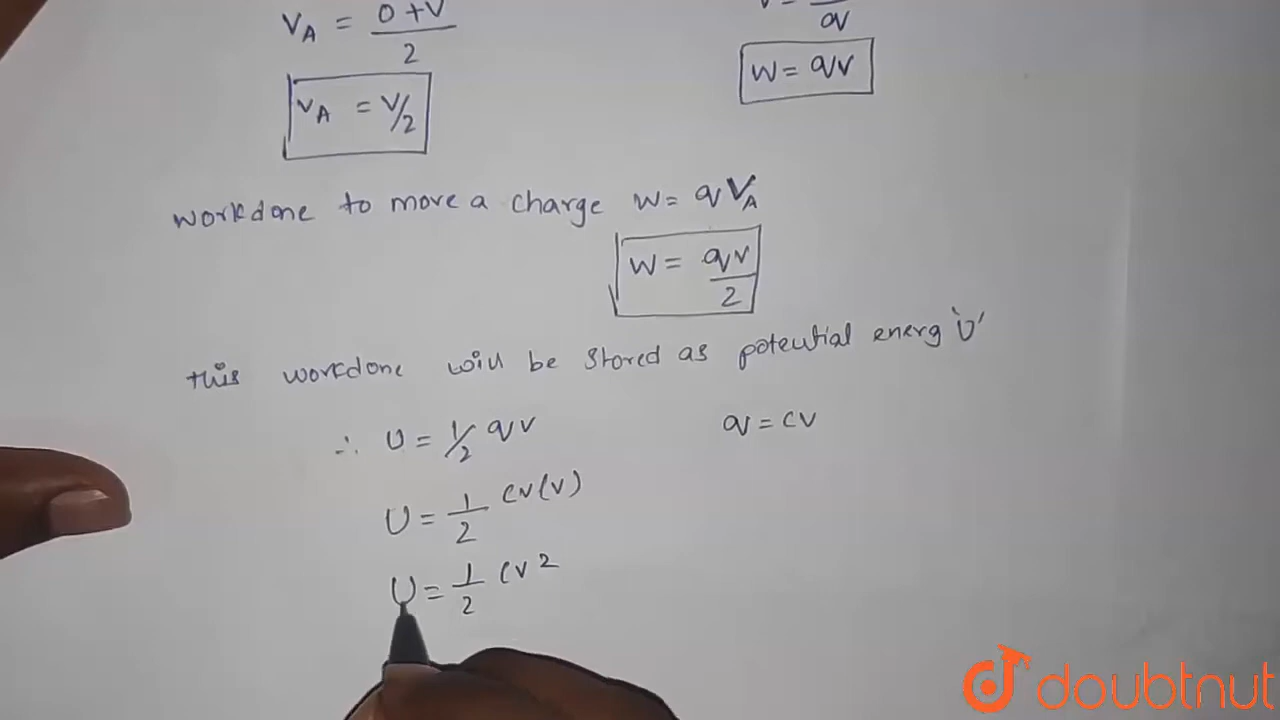 V_A = 0+V/2
V_A = V/2
qv
W = qV
workdone to move a charge W = qV_A
W = qv/2
this workdone will be stored as potential energ 'U'
∴ U = 1/2 qv
q = cv
U = 1/2 cv(v)
U = 1/2 cv²
doubtnut